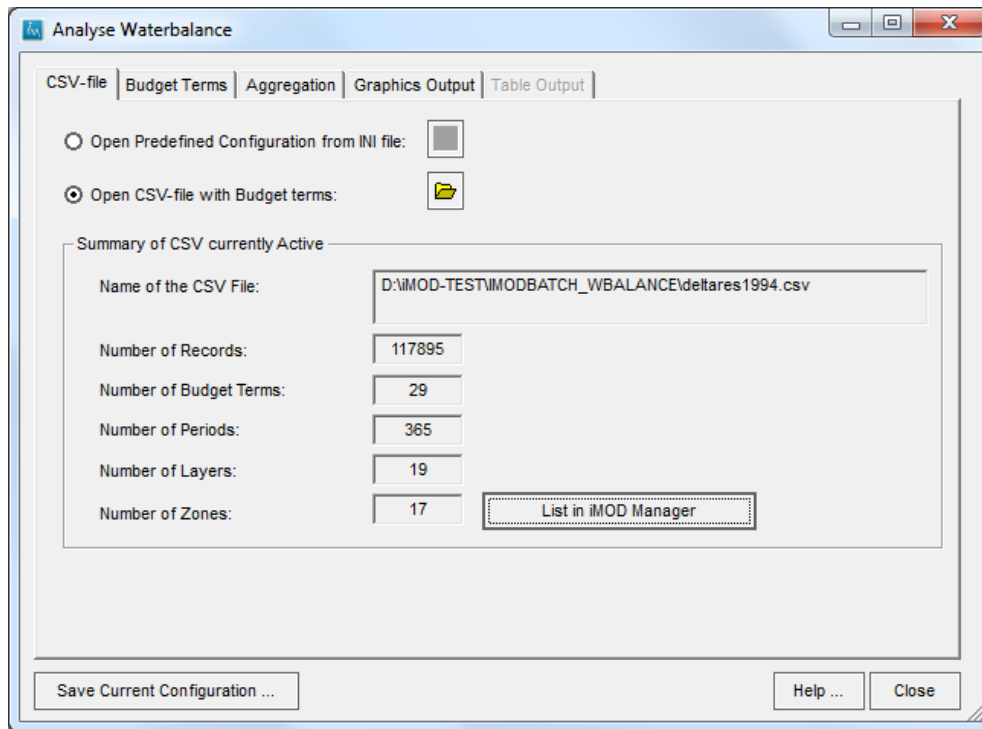 Analyse Waterbalance
CSV-file Budget Terms Aggregation Graphics Output Table Output
Open Predefined Configuration from INI file:
Open CSV-file with Budget terms:
Summary of CSV currently Active
Name of the CSV File: D:\iMOD-TEST\IMODBATCH_WBALANCE\deltares1994.csv
Number of Records: 117895
Number of Budget Terms: 29
Number of Periods: 365
Number of Layers: 19
Number of Zones: 17 List in iMOD Manager
Save Current Configuration ... Help ... Close